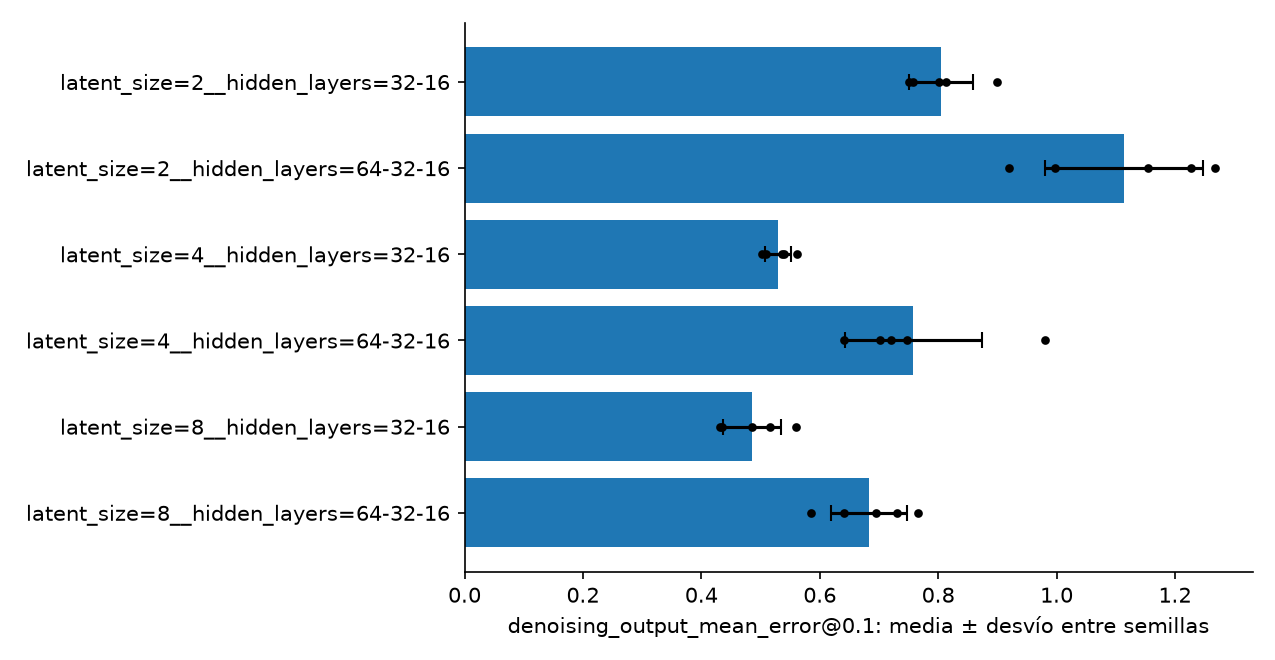 latent_size=2__hidden_layers=32-16
latent_size=2__hidden_layers=64-32-16
latent_size=4__hidden_layers=32-16
latent_size=4__hidden_layers=64-32-16
latent_size=8__hidden_layers=32-16
latent_size=8__hidden_layers=64-32-16
0.0 0.2 0.4 0.6 0.8 1.0 1.2
denoising_output_mean_error@0.1: media ± desvío entre semillas